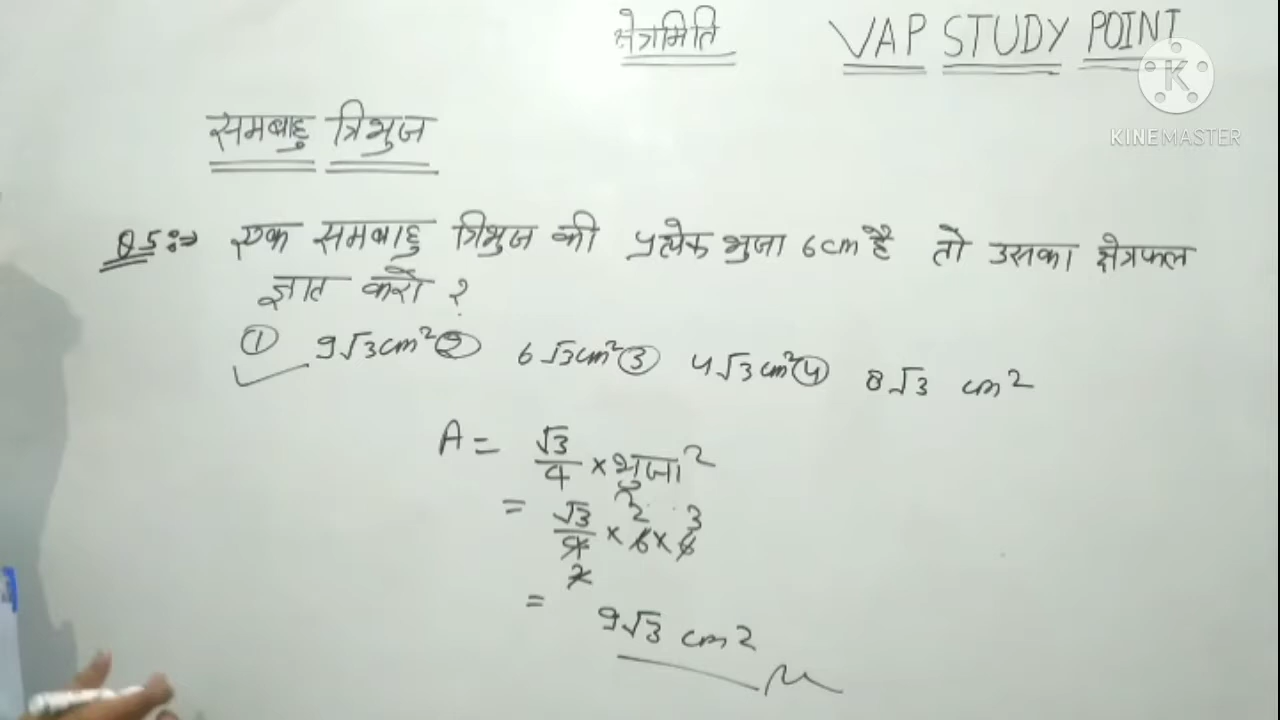 क्षेत्रमिति VAP STUDY POINT
K
KINEMASTER
समबाहु त्रिभुज
Q5:→ एक समबाहु त्रिभुज की प्रत्येक भुजा 6cm है तो उसका क्षेत्रफल
ज्ञात करो ?
① 9√3cm² ② 6√3cm² ③ 4√3cm² ④ 8√3 cm²
A = √3/4 × भुजा²
= √3/4 × 6 × 6
= 9√3 cm²